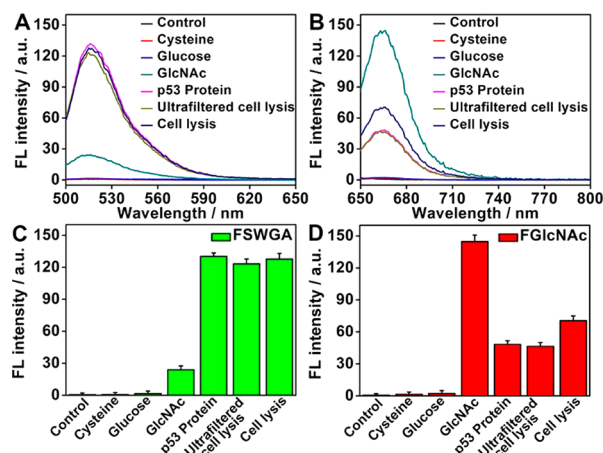 A
150
120
90
60
30
0
FL intensity / a.u.
Control
Cysteine
Glucose
GlcNAc
p53 Protein
Ultrafiltered cell lysis
Cell lysis
500 530 560 590 620 650
Wavelength / nm
B
150
120
90
60
30
0
FL intensity / a.u.
Control
Cysteine
Glucose
GlcNAc
p53 Protein
Ultrafiltered cell lysis
Cell lysis
650 680 710 740 770 800
Wavelength / nm
C
150
120
90
60
30
0
FL intensity / a.u.
FSWGA
Control
Cysteine
Glucose
GlcNAc
p53 Protein
Ultrafiltered
cell lysis
Cell lysis
D
150
120
90
60
30
0
FL intensity / a.u.
FGlcNAc
Control
Cysteine
Glucose
GlcNAc
p53 Protein
Ultrafiltered
cell lysis
Cell lysis